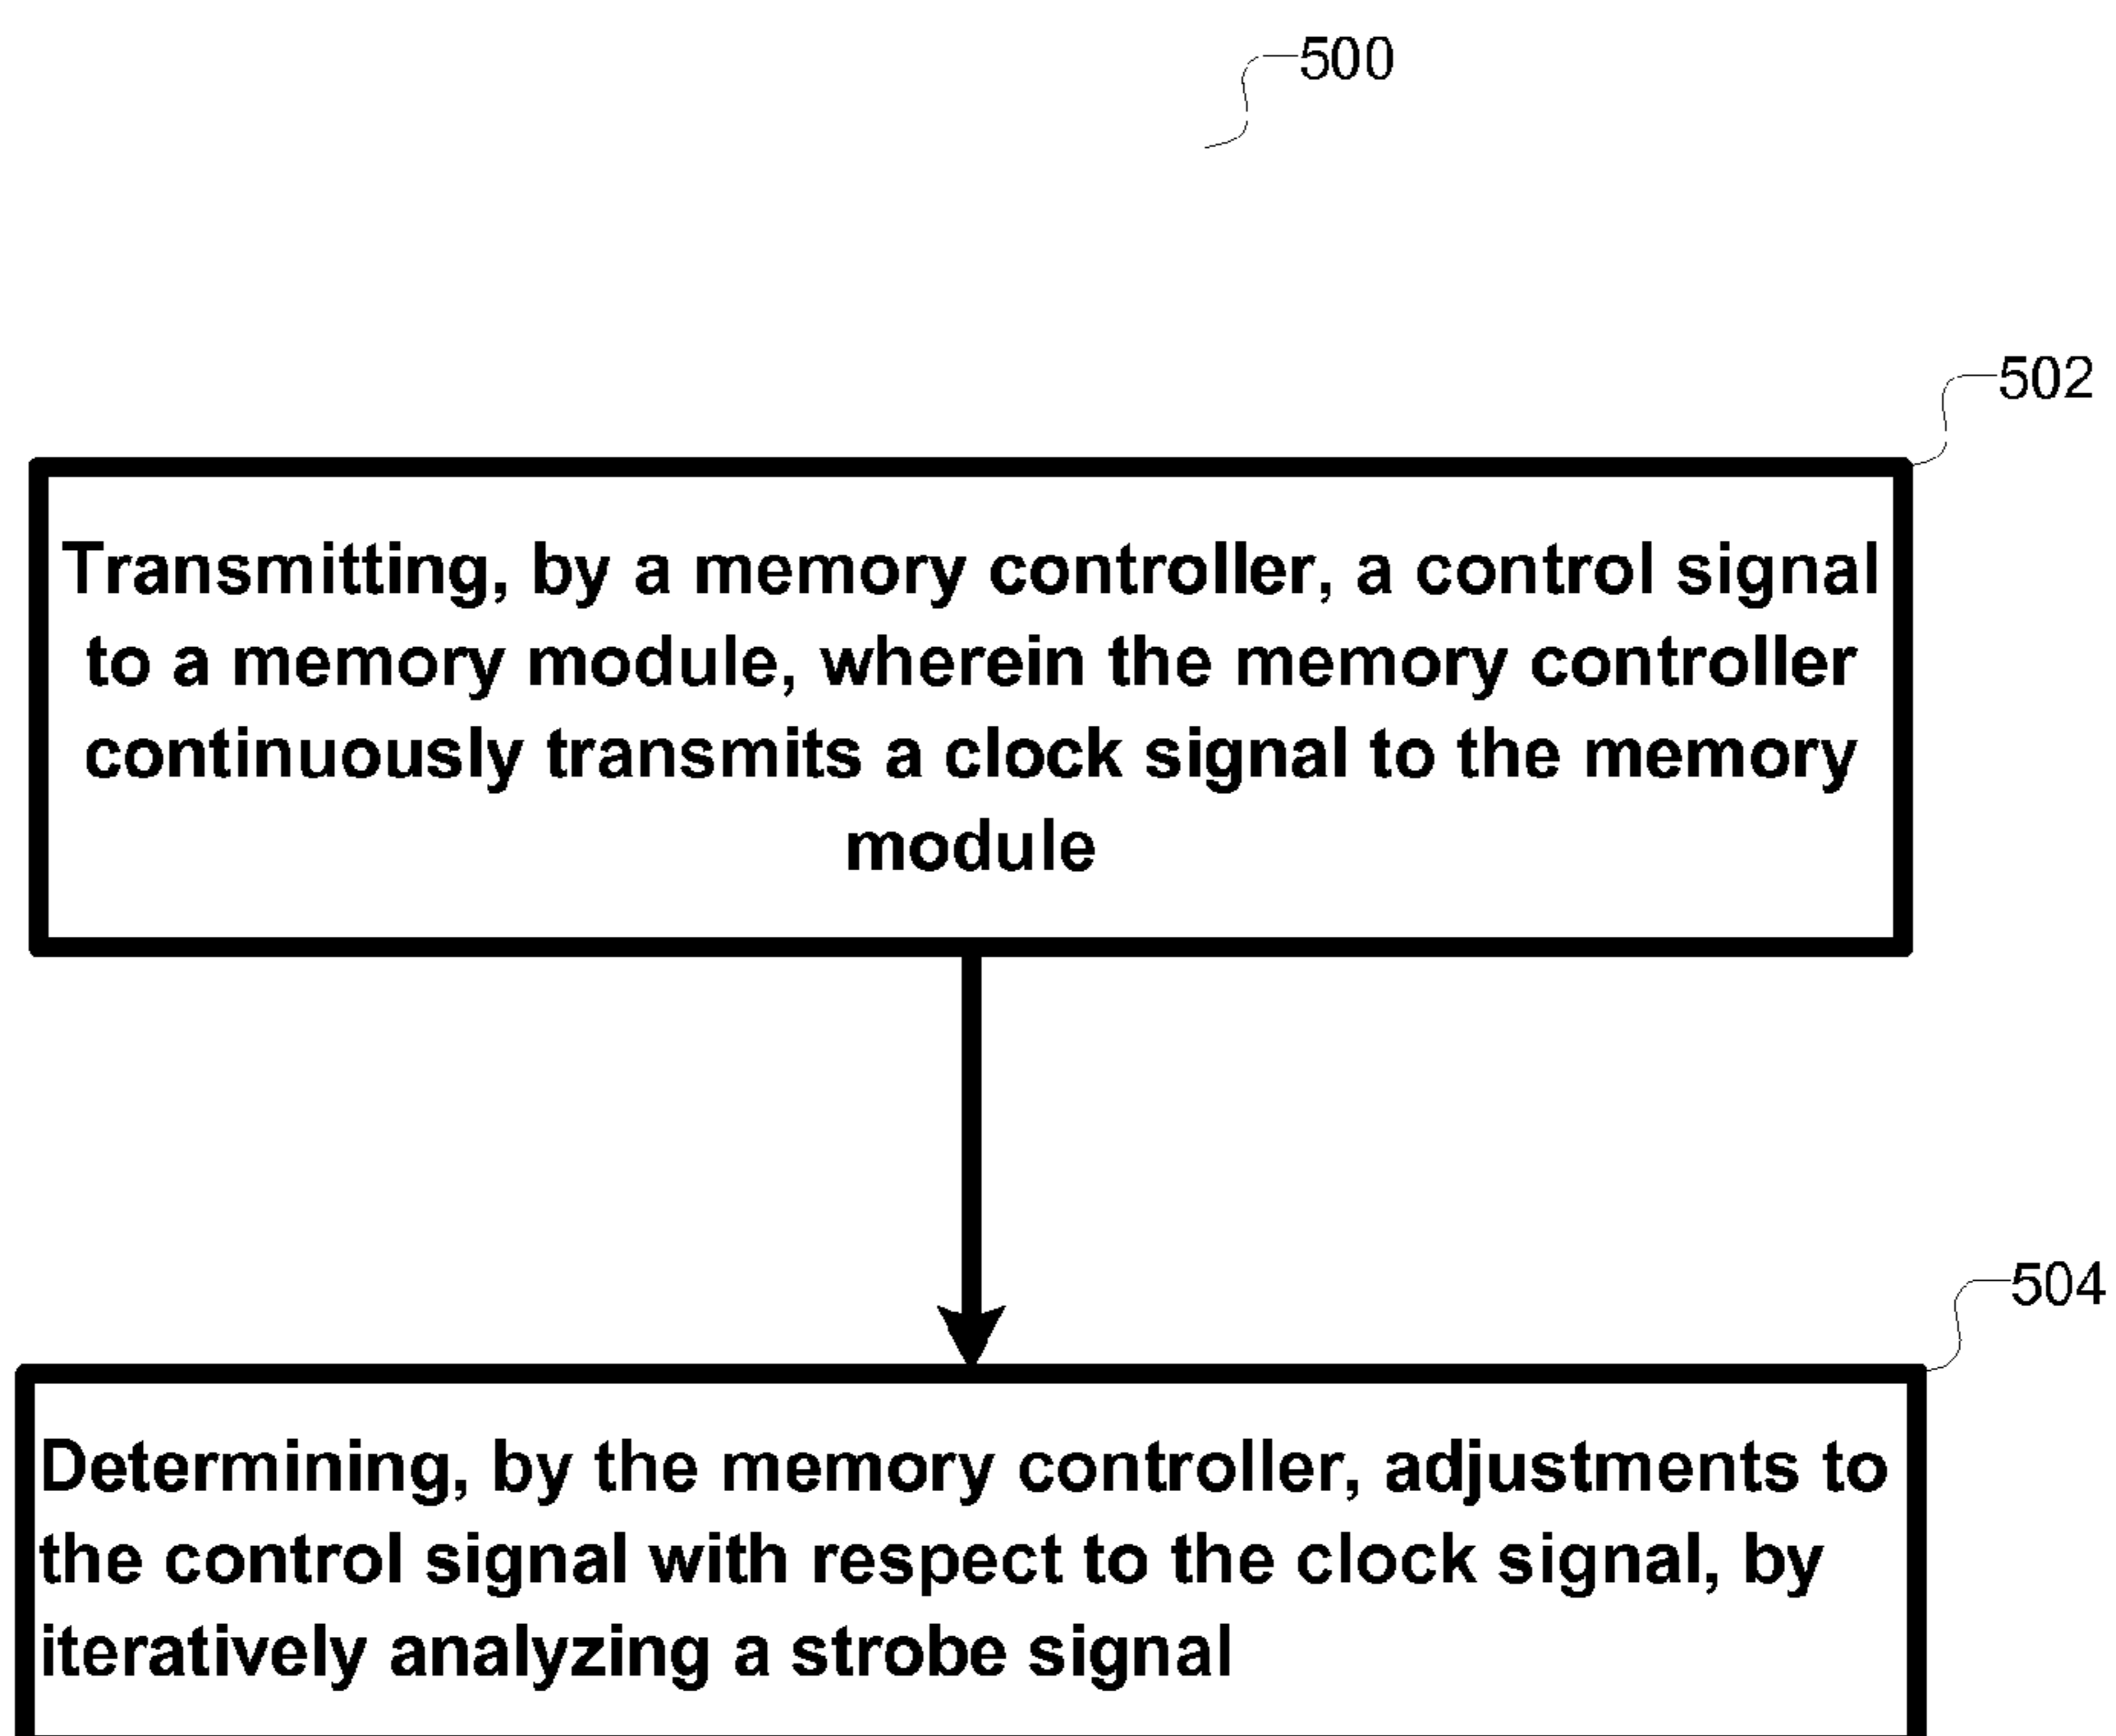 500
502
Transmitting, by a memory controller, a control signal
to a memory module, wherein the memory controller
continuously transmits a clock signal to the memory
module
504
Determining, by the memory controller, adjustments to
the control signal with respect to the clock signal, by
iteratively analyzing a strobe signal